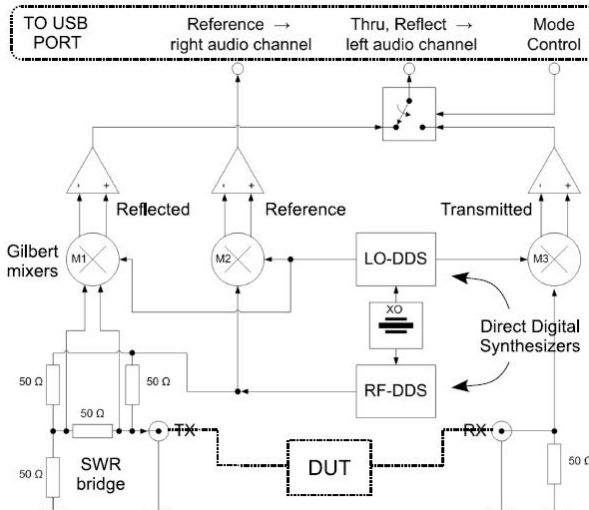 TO USB
PORT
Reference →
right audio channel
Thru, Reflect →
left audio channel
Mode
Control
- +
- +
- +
Reflected
Reference
Transmitted
Gilbert
mixers
M1
M2
LO-DDS
M3
XO
Direct Digital
Synthesizers
50 Ω
50 Ω
RF-DDS
50 Ω
TX
RX
50 Ω
SWR
bridge
DUT
50 Ω